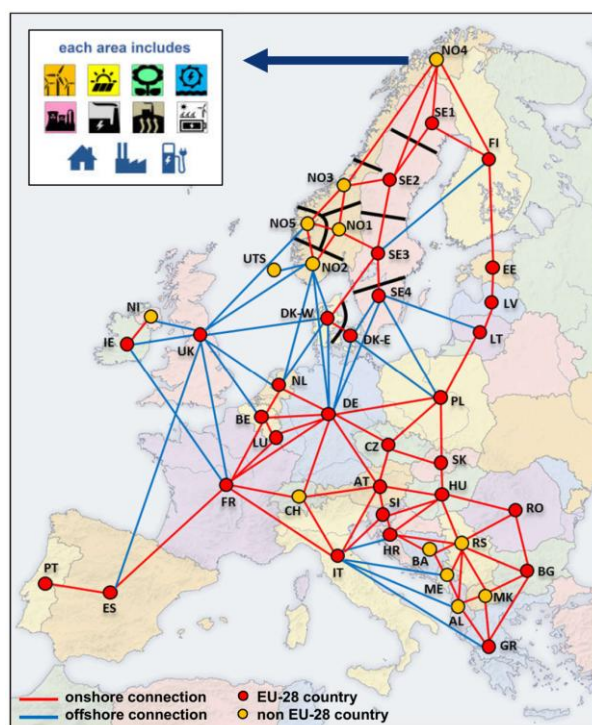 each area includes
NO4
SE1
FI
NO3
SE2
NO5
NO1
UTS
NO2
SE3
EE
SE4
LV
NI
DK-W
DK-E
LT
IE
UK
NL
DE
PL
BE
LU
CZ
SK
FR
CH
AT
HU
SI
RO
HR
RS
IT
BA
PT
ME
BG
ES
MK
AL
GR
onshore connection
EU-28 country
offshore connection
non EU-28 country